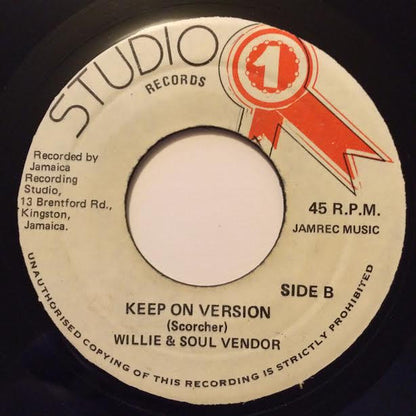 STUDIO
1
RECORDS
Recorded by
Jamaica
Recording
Studio,
13 Brentford Rd.,
Kingston,
Jamaica.
45 R.P.M.
JAMREC MUSIC
SIDE B
KEEP ON VERSION
(Scorcher)
WILLIE & SOUL VENDOR
UNAUTHORISED COPYING OF THIS RECORDING IS STRICTLY PROHIBITED